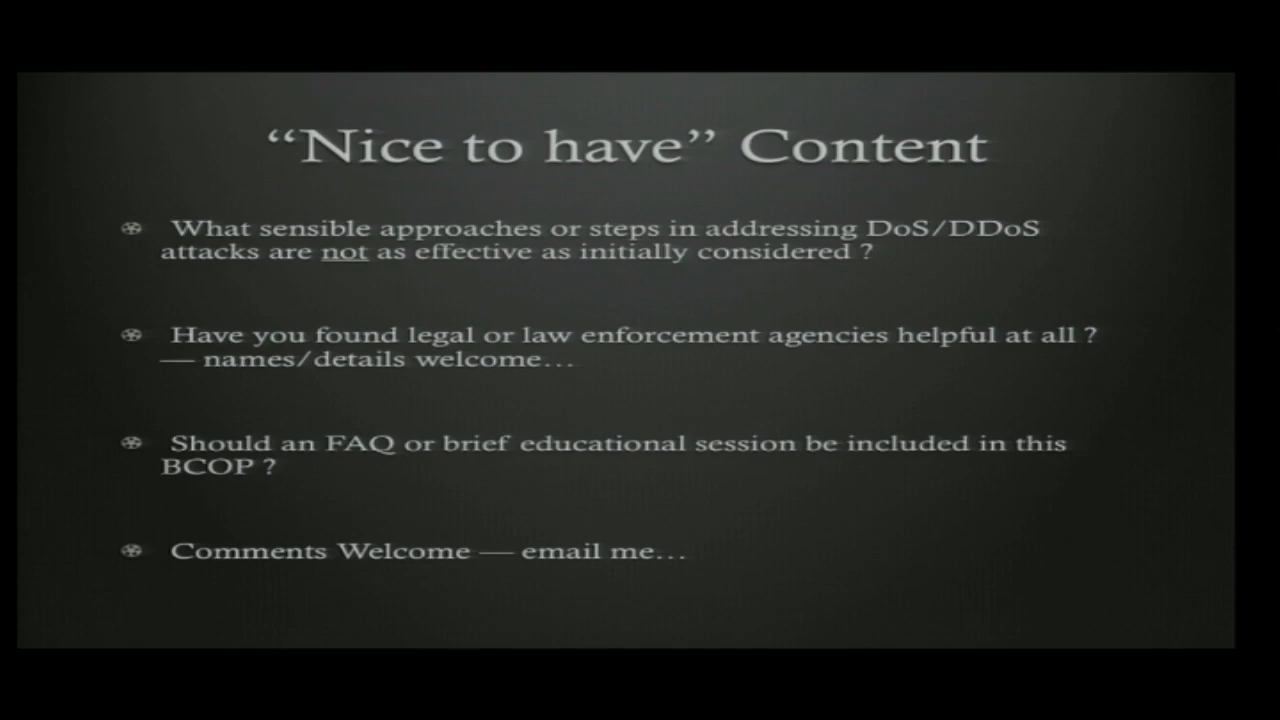 “Nice to have” Content
What sensible approaches or steps in addressing DoS/DDoS
attacks are not as effective as initially considered ?
Have you found legal or law enforcement agencies helpful at all ?
— names/details welcome…
Should an FAQ or brief educational session be included in this
BCOP ?
Comments Welcome — email me…